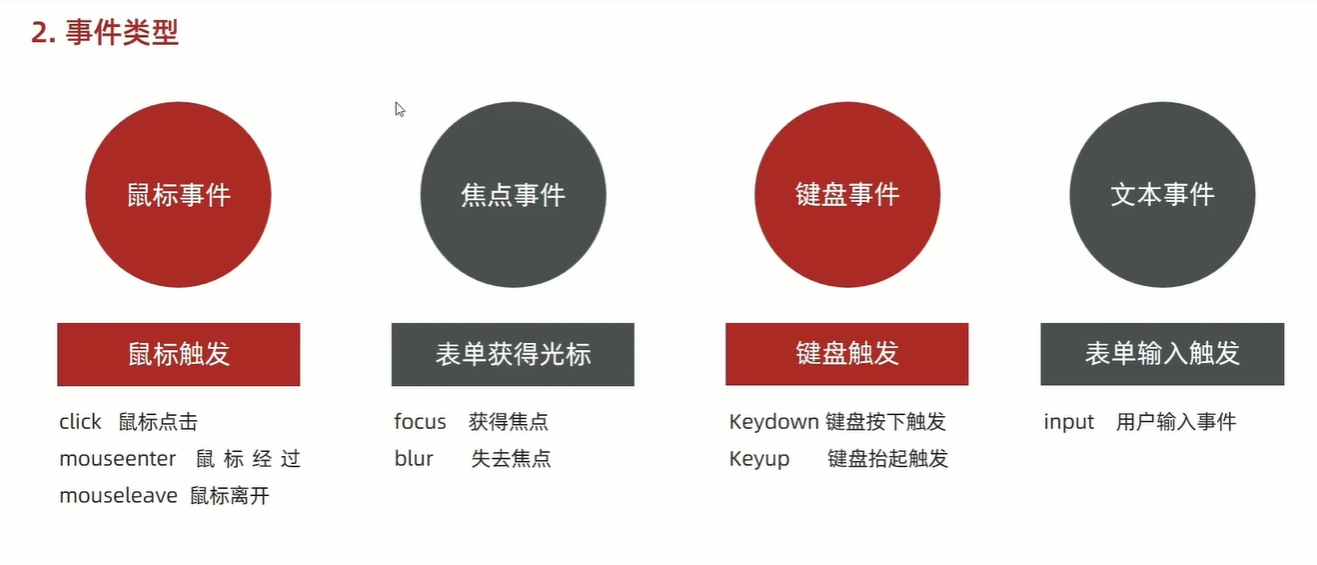 2. 事件类型
鼠标事件
焦点事件
键盘事件
文本事件
鼠标触发
表单获得光标
键盘触发
表单输入触发
click 鼠标点击
mouseenter 鼠标经过
mouseleave 鼠标离开
focus 获得焦点
blur 失去焦点
Keydown 键盘按下触发
Keyup 键盘抬起触发
input 用户输入事件